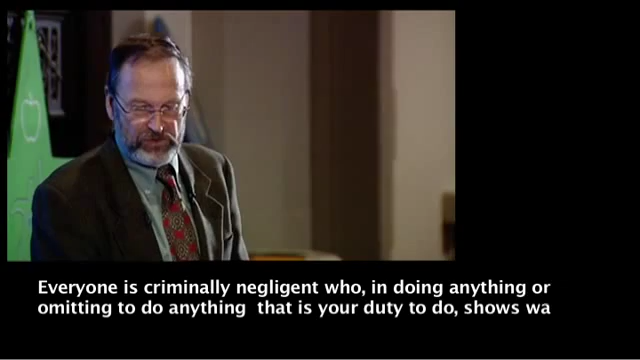 Everyone is criminally negligent who, in doing anything or
omitting to do anything  that is your duty to do, shows wa